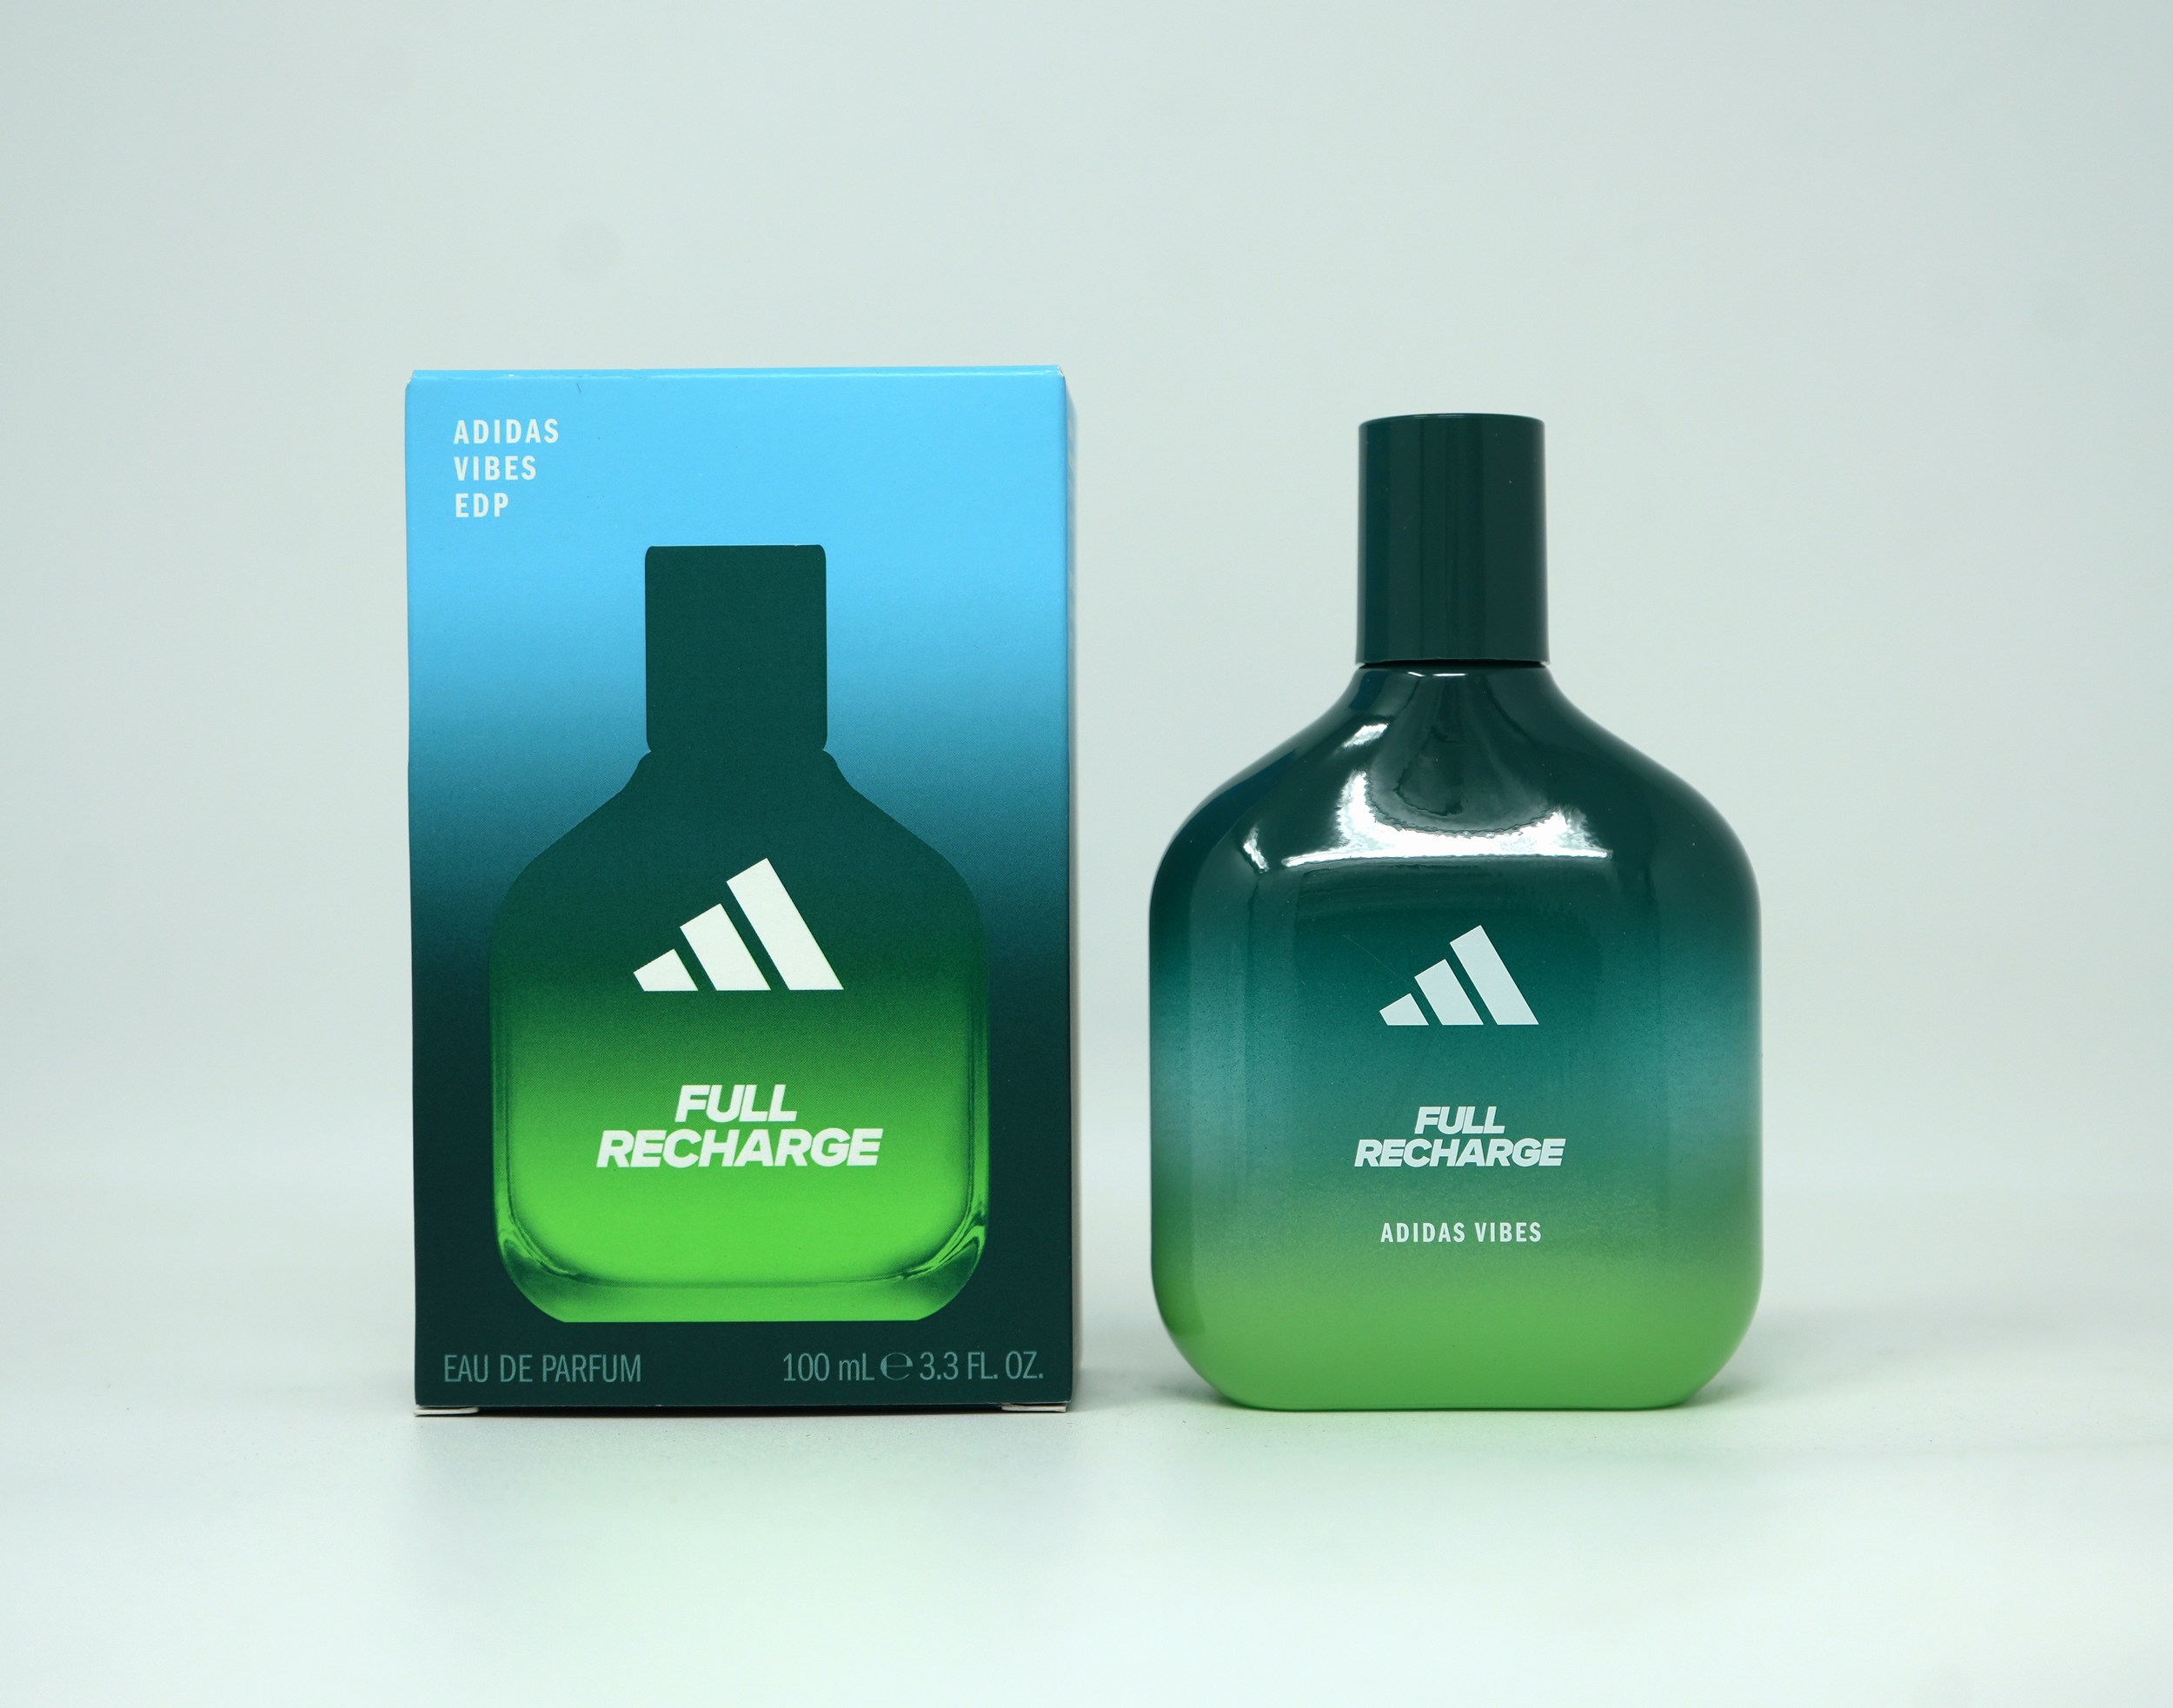 ADIDAS
VIBES
EDP
FULL
RECHARGE
EAU DE PARFUM
100 mL ℮ 3.3 FL. OZ.
FULL
RECHARGE
ADIDAS VIBES